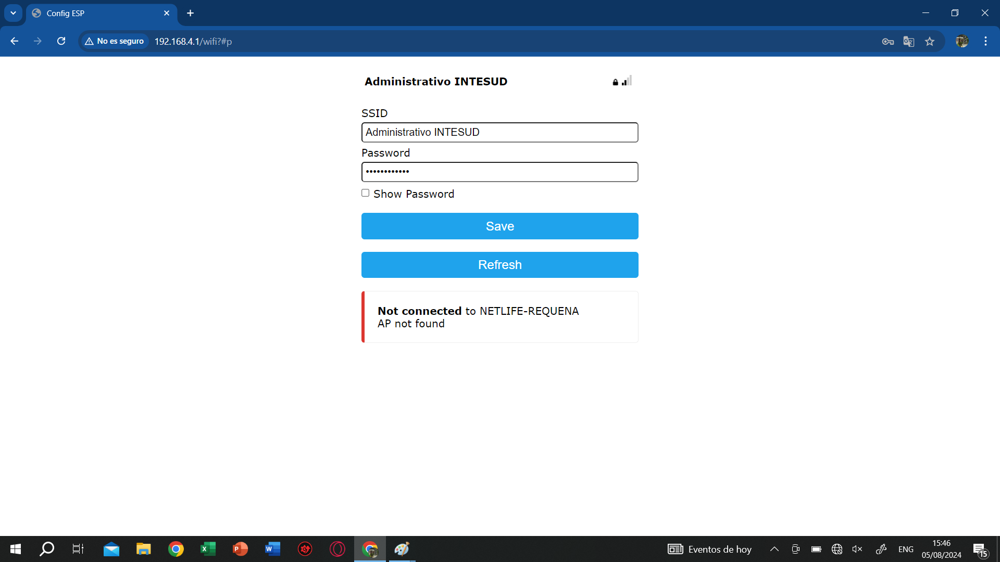 Config ESP
No es seguro
192.168.4.1/wifi?#p
Administrativo INTESUD
SSID
Administrativo INTESUD
Password
••••••••••••
Show Password
Save
Refresh
Not connected to NETLIFE-REQUENA
AP not found
Eventos de hoy
ENG
15:46
05/08/2024
15